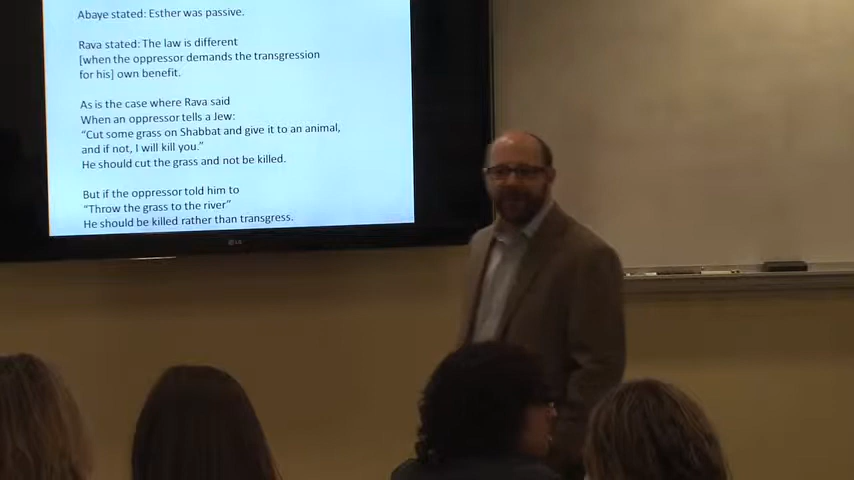 Abaye stated: Esther was passive.
Rava stated: The law is different
[when the oppressor demands the transgression
for his] own benefit.
As is the case where Rava said
When an oppressor tells a Jew:
"Cut some grass on Shabbat and give it to an animal,
and if not, I will kill you."
He should cut the grass and not be killed.
But if the oppressor told him to
"Throw the grass to the river"
He should be killed rather than transgress.
LG